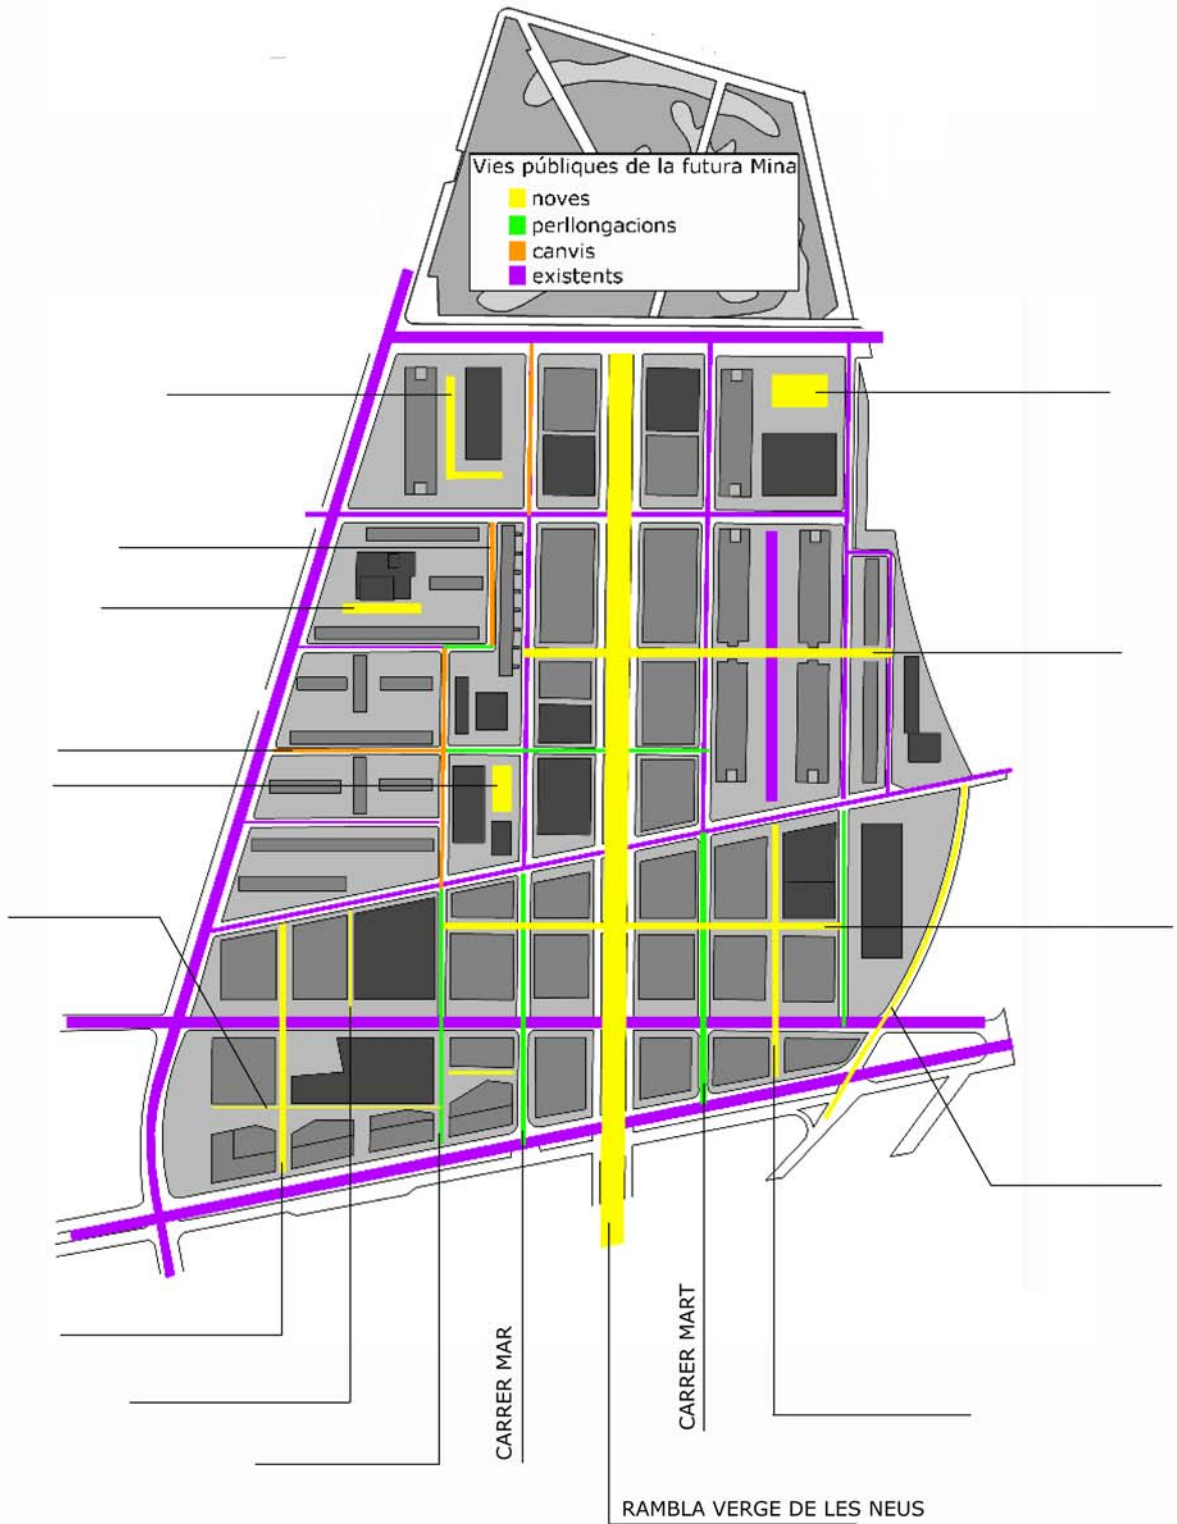 Vies públiques de la futura Mina
noves
perllongacions
canvis
existents
CARRER MAR
CARRER MART
RAMBLA VERGE DE LES NEUS